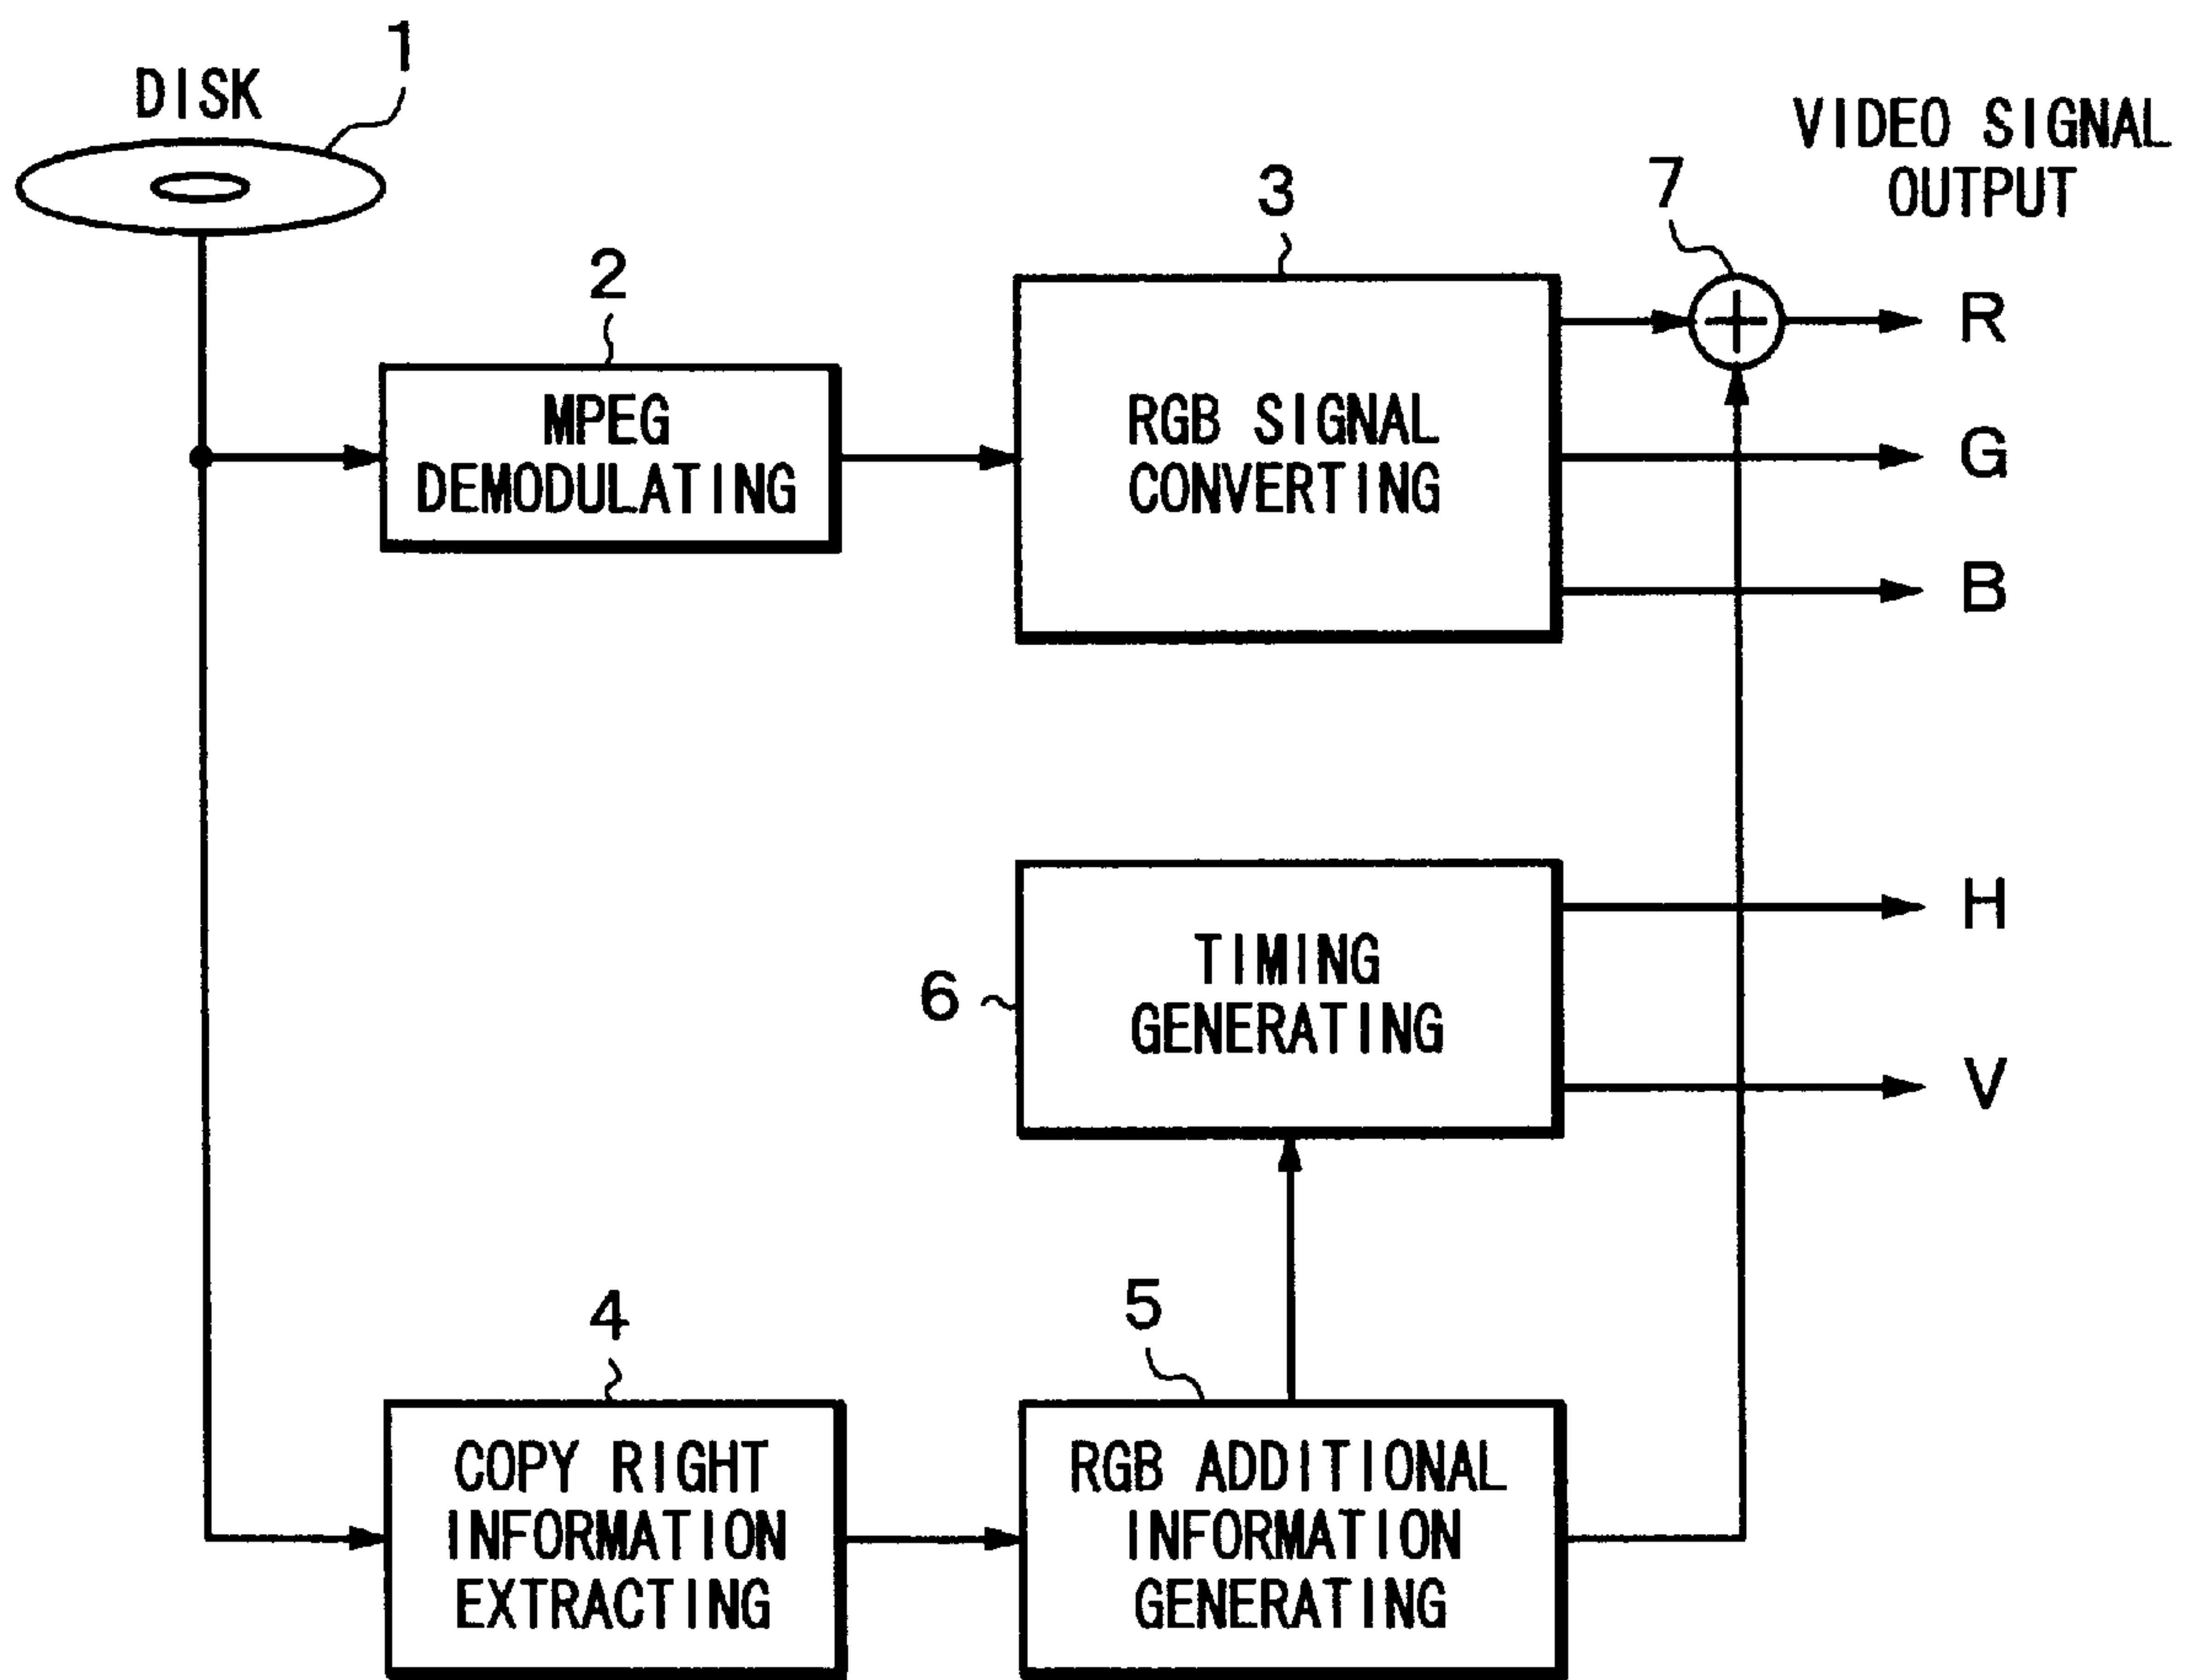 1
DISK
VIDEO SIGNAL
OUTPUT
7
3
2
R
MPEG
DEMODULATING
RGB SIGNAL
CONVERTING
G
B
H
TIMING
GENERATING
6
V
5
4
COPY RIGHT
INFORMATION
EXTRACTING
RGB ADDITIONAL
INFORMATION
GENERATING